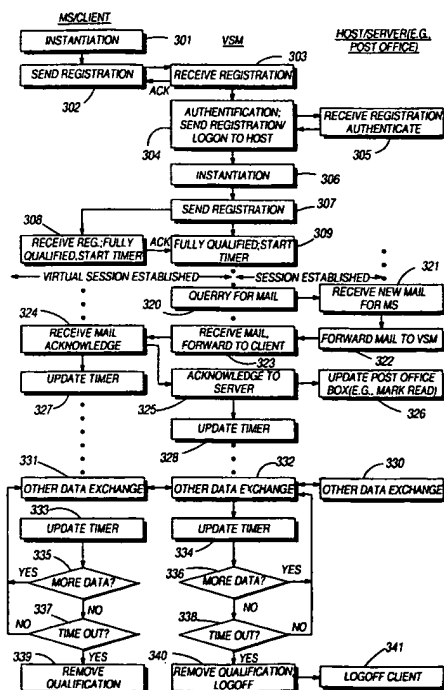 MS/CLIENT
VSM
HOST/SERVER(E.G.,
POST OFFICE)
INSTANTIATION
301
303
SEND REGISTRATION
RECEIVE REGISTRATION
ACK
302
AUTHENTIFICATION;
SEND REGISTRATION/
LOGON TO HOST
304
RECEIVE REGISTRATION,
AUTHENTICATE
305
INSTANTIATION
306
SEND REGISTRATION
307
308
RECEIVE REG.;FULLY
QUALIFIED,START TIMER
ACK
FULLY QUALIFIED;START
TIMER
309
VIRTUAL SESSION ESTABLISHED
SESSION ESTABLISHED
321
QUERRY FOR MAIL
320
RECEIVE NEW MAIL
FOR MS
324
RECEIVE MAIL
ACKNOWLEDGE
RECEIVE MAIL,
FORWARD TO CLIENT
323
FORWARD MAIL TO VSM
322
UPDATE TIMER
327
ACKNOWLEDGE TO
SERVER
325
UPDATE POST OFFICE
BOX(E.G., MARK READ)
326
UPDATE TIMER
328
331
332
330
OTHER DATA EXCHANGE
OTHER DATA EXCHANGE
OTHER DATA EXCHANGE
333
UPDATE TIMER
UPDATE TIMER
334
335
YES
MORE DATA?
336
MORE DATA?
YES
NO
NO
337
338
NO
TIME OUT?
TIME OUT?
NO
YES
YES
339
340
341
REMOVE
QUALIFICATION
REMOVE QUALIFICATION;
LOGOFF
LOGOFF CLIENT